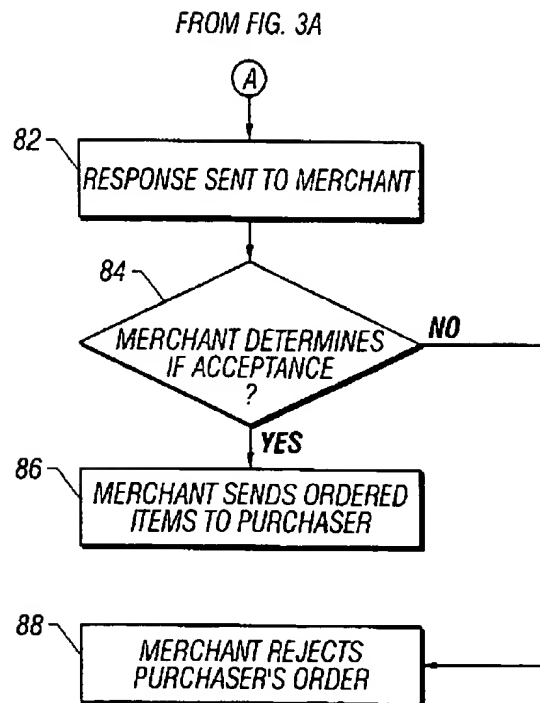 FROM FIG. 3A
A
82
RESPONSE SENT TO MERCHANT
84
MERCHANT DETERMINES
IF ACCEPTANCE
?
NO
YES
86
MERCHANT SENDS ORDERED
ITEMS TO PURCHASER
88
MERCHANT REJECTS
PURCHASER'S ORDER